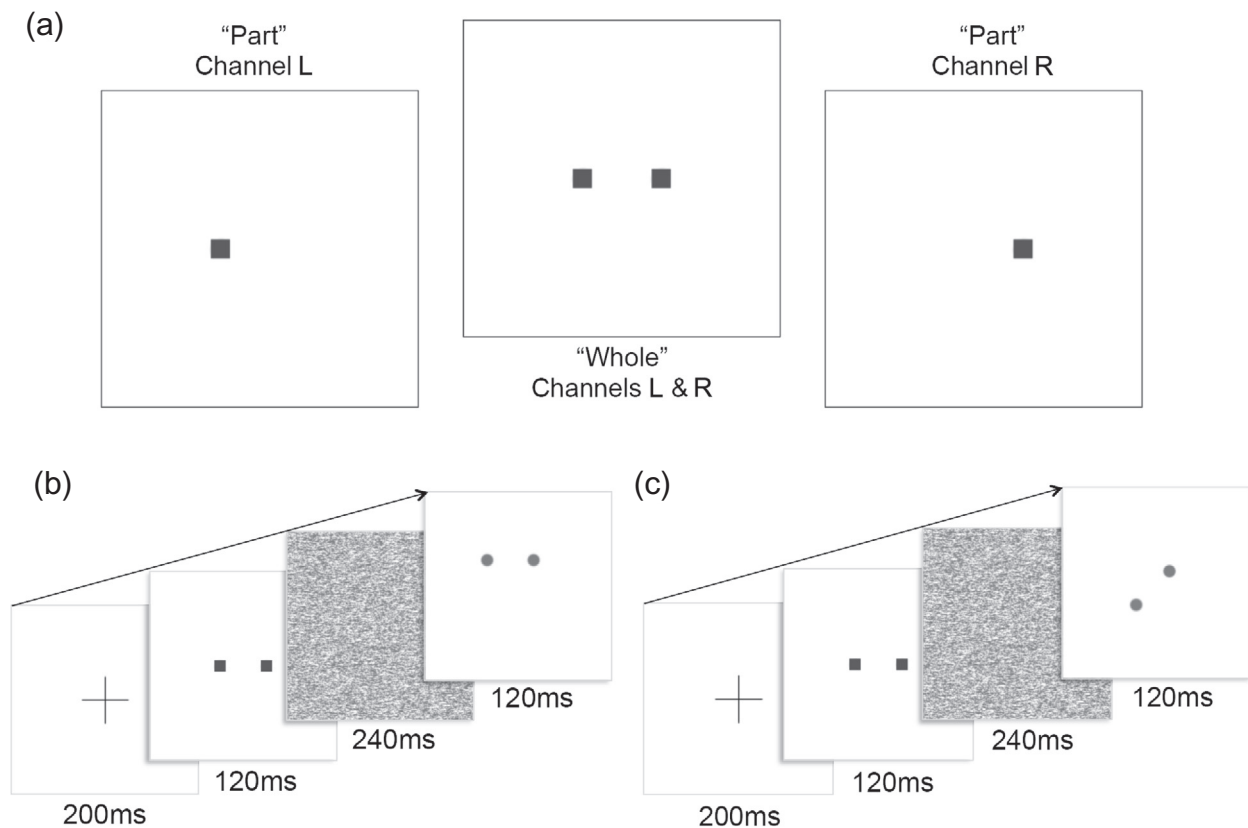 (a)
“Part”
Channel L
“Whole”
Channels L & R
“Part”
Channel R
(b)
200ms
120ms
240ms
120ms
(c)
200ms
120ms
240ms
120ms